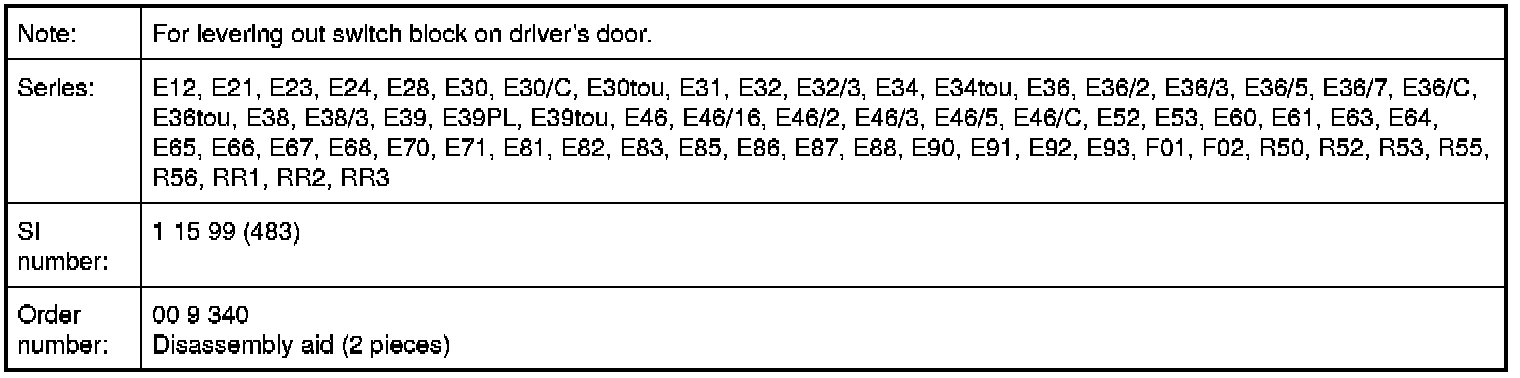 Note: For levering out switch block on driver's door.
Series: E12, E21, E23, E24, E28, E30, E30/C, E30tou, E31, E32, E32/3, E34, E34tou, E36, E36/2, E36/3, E36/5, E36/7, E36/C,
E36tou, E38, E38/3, E39, E39PL, E39tou, E46, E46/16, E46/2, E46/3, E46/5, E46/C, E52, E53, E60, E61, E63, E64,
E65, E66, E67, E68, E70, E71, E81, E82, E83, E85, E86, E87, E88, E90, E91, E92, E93, F01, F02, R50, R52, R53, R55,
R56, RR1, RR2, RR3
SI 1 15 99 (483)
number:
Order 00 9 340
number: Disassembly aid (2 pieces)